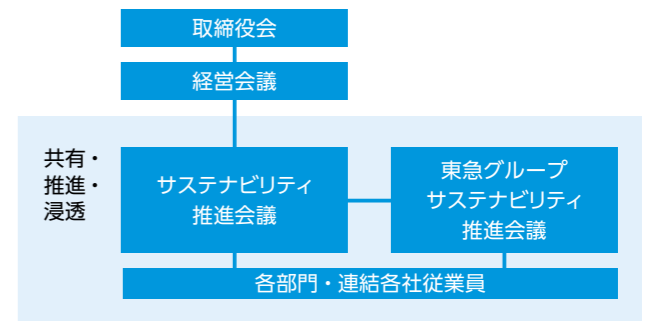 取締役会
経営会議
共有・
推進・
浸透
サステナビリティ
推進会議
東急グループ
サステナビリティ
推進会議
各部門・連結各社従業員